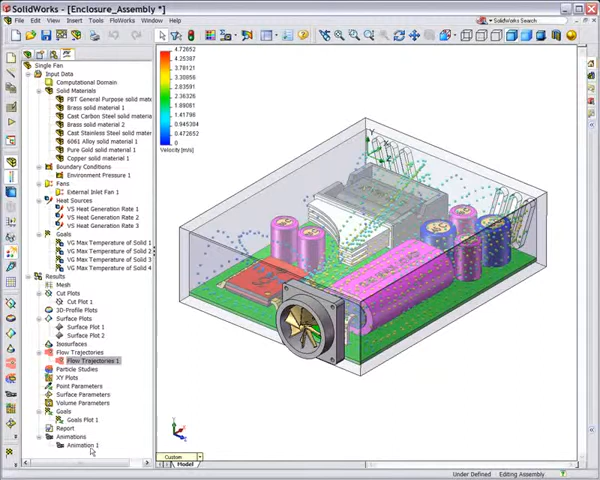 SolidWorks - [Enclosure_Assembly *]
File Edit View Insert Tools FloWorks Window Help
SolidWorks Search
Single Fan
Input Data
Computational Domain
Solid Materials
PBT General Purpose solid mate
Brass solid material 1
Cast Carbon Steel solid materi
Brass solid material 2
Cast Stainless Steel solid mate
6061 Alloy solid material 1
Pure Gold solid material 1
Copper solid material 1
Boundary Conditions
Environment Pressure 1
Fans
External Inlet Fan 1
Heat Sources
VS Heat Generation Rate 1
VS Heat Generation Rate 2
VS Heat Generation Rate 3
Goals
VG Max Temperature of Solid 1
VG Max Temperature of Solid 2
VG Max Temperature of Solid 3
VG Max Temperature of Solid 4
Results
Mesh
Cut Plots
Cut Plot 1
3D-Profile Plots
Surface Plots
Surface Plot 1
Surface Plot 2
Isosurfaces
Flow Trajectories
Flow Trajectories 1
Particle Studies
XY Plots
Point Parameters
Surface Parameters
Volume Parameters
Goals
Goals Plot 1
Report
Animations
Animation 1
4.72652
4.25387
3.78121
3.30856
2.83591
2.36326
1.89061
1.41796
0.945304
0.472652
0
Velocity [m/s]
Y
X
Custom
Model
Under Defined
Editing Assembly